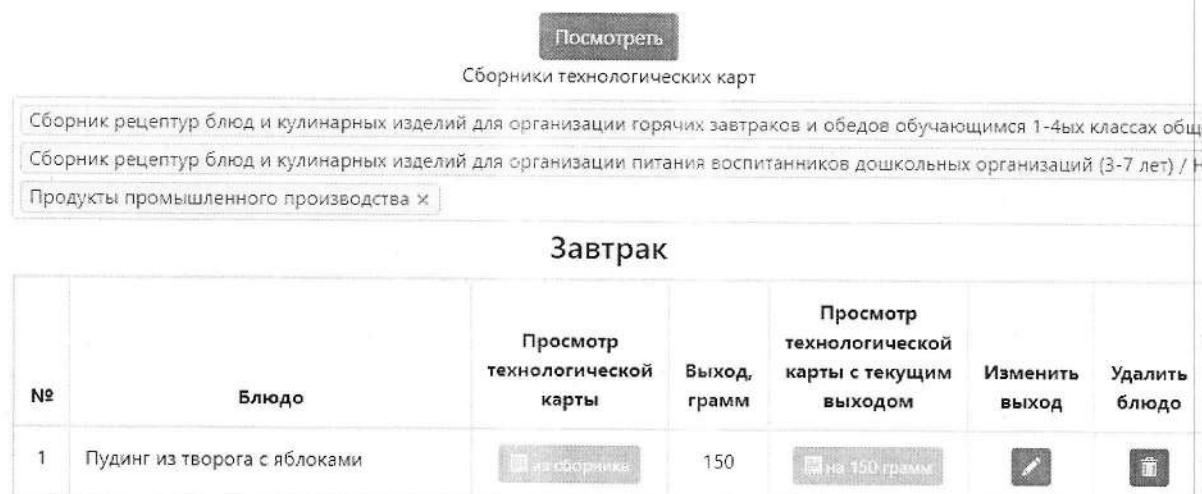 Посмотреть
Сборники технологических карт
Сборник рецептур блюд и кулинарных изделий для организации горячих завтраков и обедов обучающимся 1-4ых классах общ
Сборник рецептур блюд и кулинарных изделий для организации питания воспитанников дошкольных организаций (3-7 лет) / Н
Продукты промышленного производства ×
Завтрак
№ Блюдо Просмотр технологической карты Выход, грамм Просмотр технологической карты с текущим выходом Изменить выход Удалить блюдо
1 Пудинг из творога с яблоками из сборника 150 на 150 грамм